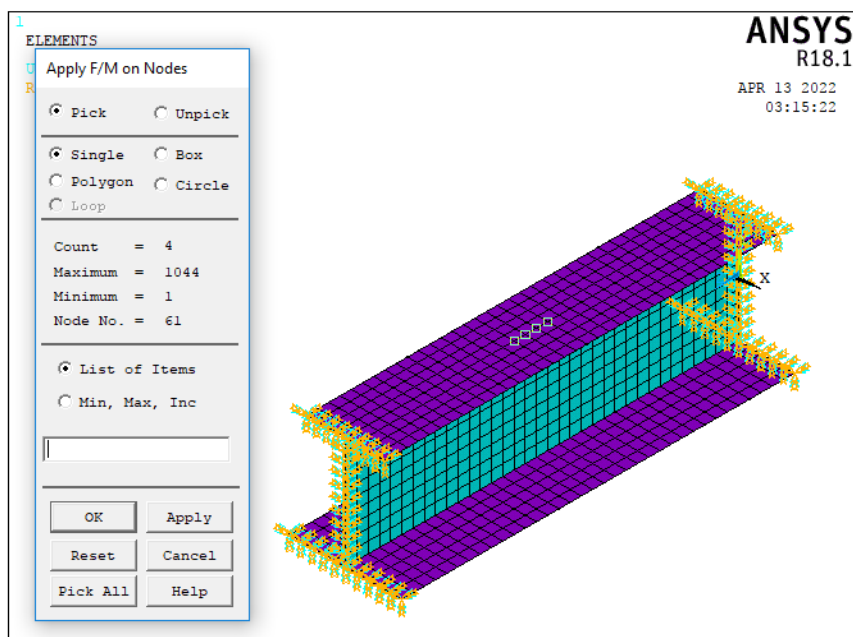 1
ELEMENTS
U
R
ANSYS
R18.1
APR 13 2022
03:15:22
Apply F/M on Nodes
Pick Unpick
Single Box
Polygon Circle
Loop
Count = 4
Maximum = 1044
Minimum = 1
Node No. = 61
List of Items
Min, Max, Inc
OK Apply
Reset Cancel
Pick All Help
X